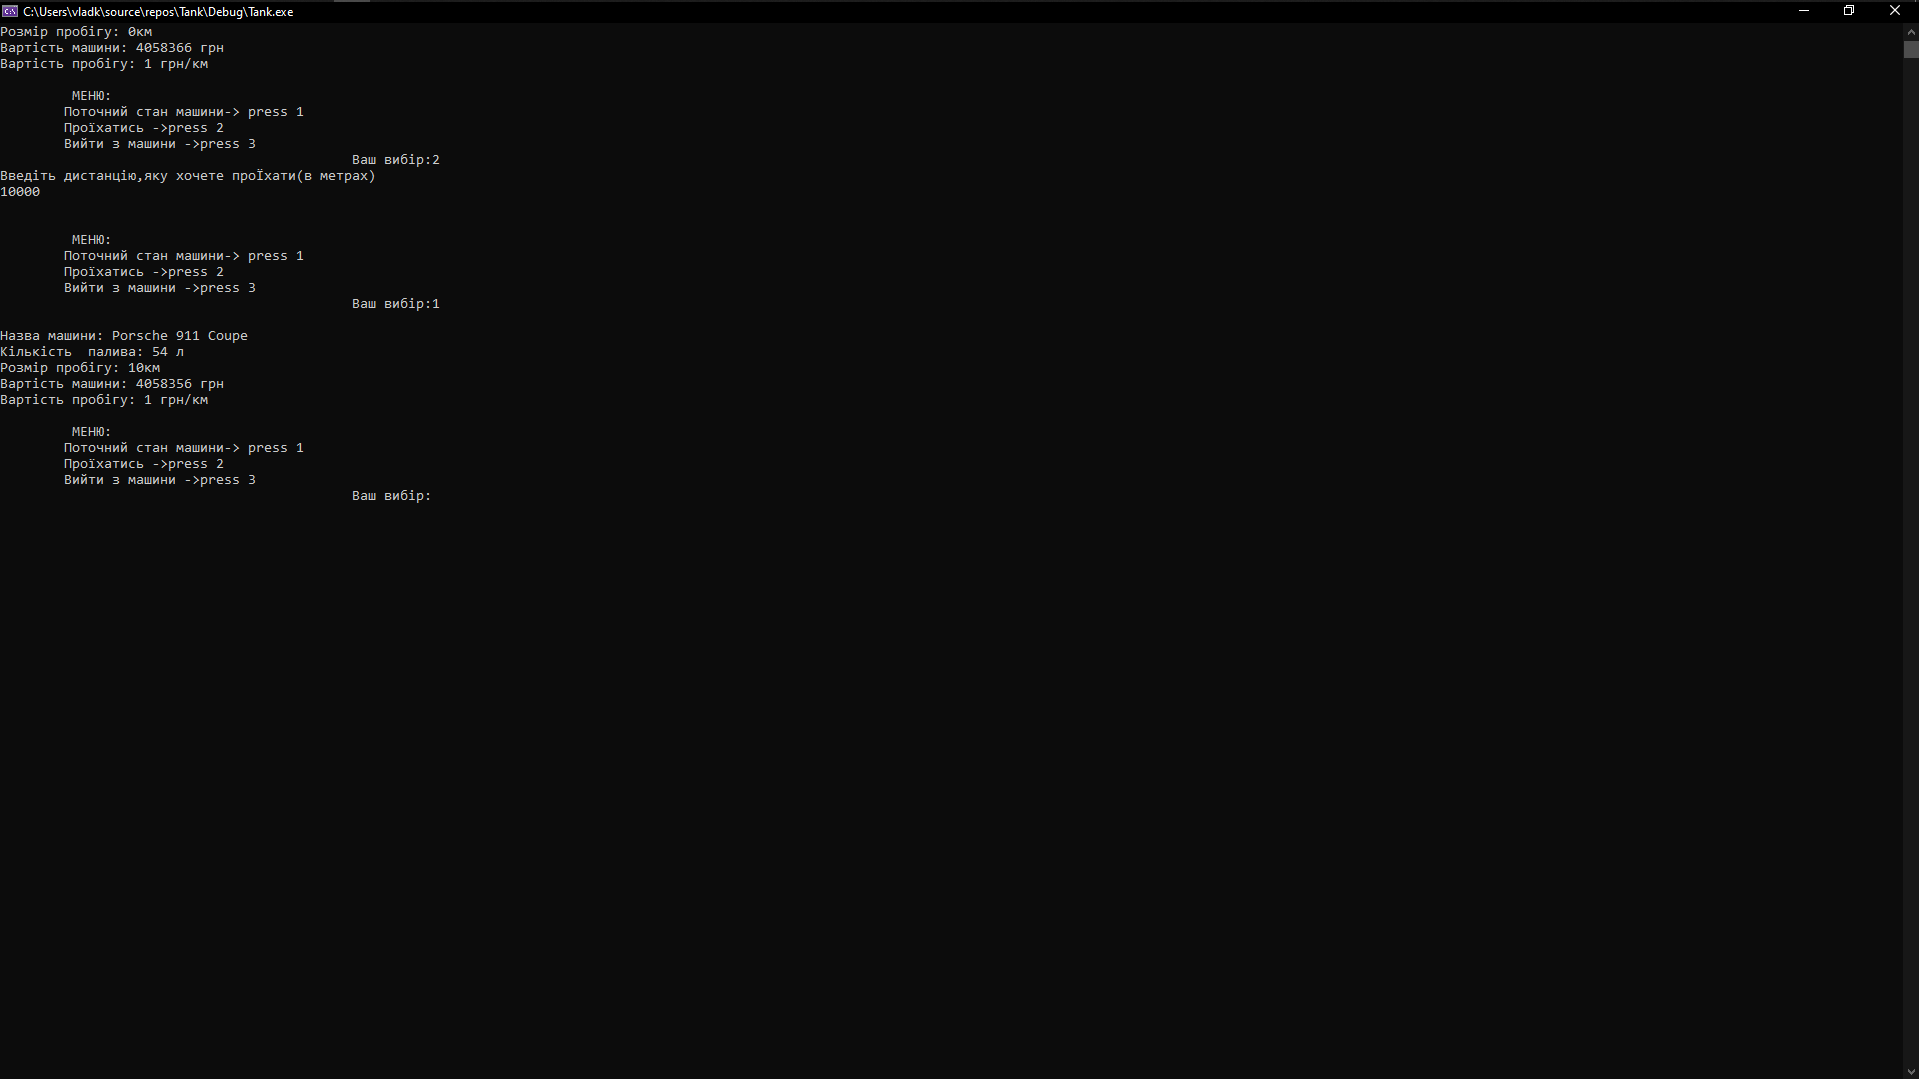 C:\Users\vladk\source\repos\Tank\Debug\Tank.exe
Розмір пробігу: 0км
Вартість машини: 4058366 грн
Вартість пробігу: 1 грн/км
МЕНЮ:
Поточний стан машини-> press 1
Проїхатись ->press 2
Вийти з машини ->press 3
Ваш вибір:2
Введіть дистанцію,яку хочете проЇхати(в метрах)
10000
МЕНЮ:
Поточний стан машини-> press 1
Проїхатись ->press 2
Вийти з машини ->press 3
Ваш вибір:1
Назва машини: Porsche 911 Coupe
Кількість  палива: 54 л
Розмір пробігу: 10км
Вартість машини: 4058356 грн
Вартість пробігу: 1 грн/км
МЕНЮ:
Поточний стан машини-> press 1
Проїхатись ->press 2
Вийти з машини ->press 3
Ваш вибір: